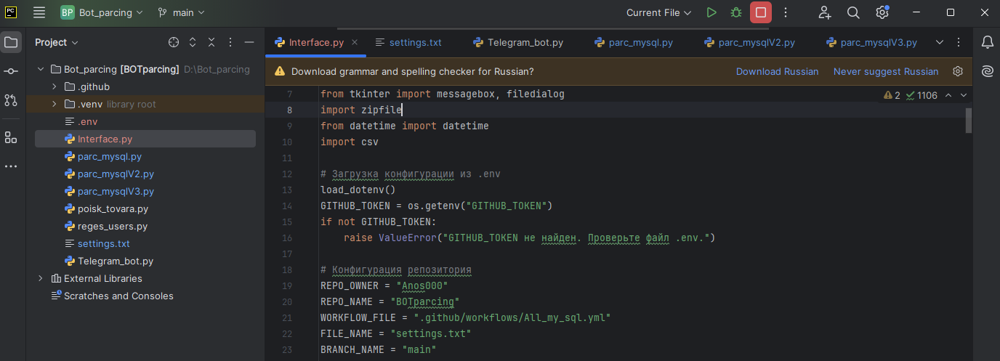 PC
BP Bot_parcing
main
Current File
Project
Bot_parcing [BOTparcing] D:\Bot_parcing
.github
.venv library root
.env
Interface.py
parc_mysql.py
parc_mysqlV2.py
parc_mysqlV3.py
poisk_tovara.py
reges_users.py
settings.txt
Telegram_bot.py
External Libraries
Scratches and Consoles
Interface.py
settings.txt
Telegram_bot.py
parc_mysql.py
parc_mysqlV2.py
parc_mysqlV3.py
Download grammar and spelling checker for Russian? Download Russian Never suggest Russian
2 1106
7 from tkinter import messagebox, filedialog
8 import zipfile
9 from datetime import datetime
10 import csv
11
12 # Загрузка конфигурации из .env
13 load_dotenv()
14 GITHUB_TOKEN = os.getenv("GITHUB_TOKEN")
15 if not GITHUB_TOKEN:
16 raise ValueError("GITHUB_TOKEN не найден. Проверьте файл .env.")
17
18 # Конфигурация репозитория
19 REPO_OWNER = "Anos000"
20 REPO_NAME = "BOTparcing"
21 WORKFLOW_FILE = ".github/workflows/All_my_sql.yml"
22 FILE_NAME = "settings.txt"
23 BRANCH_NAME = "main"